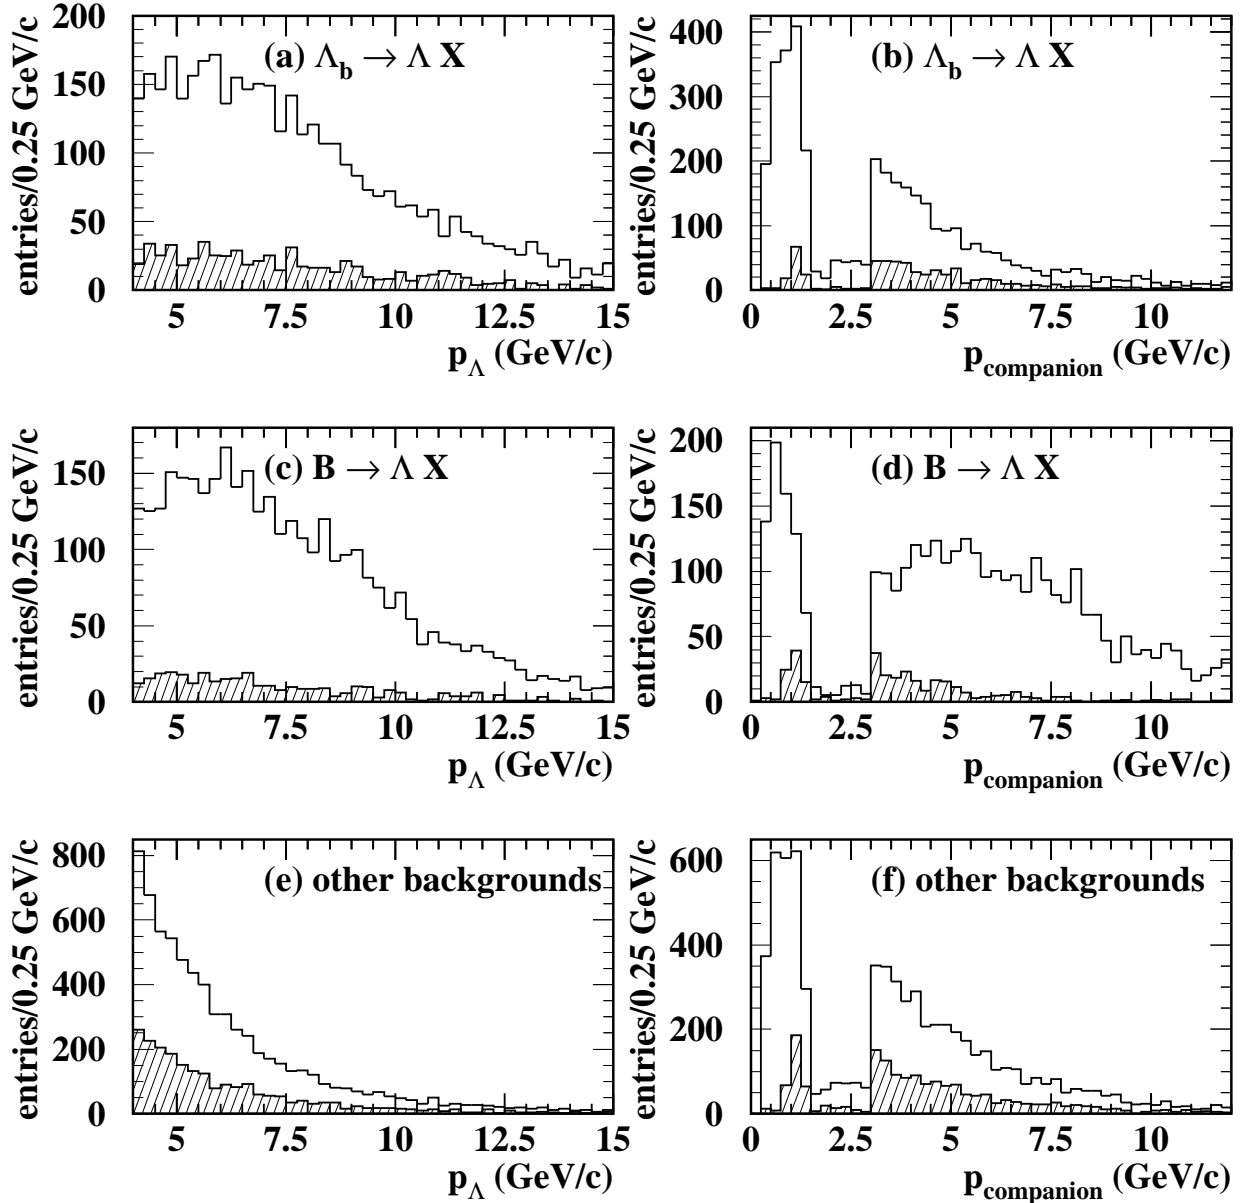 entries/0.25 GeV/c
200
150
100
50
0
(a) Λb → Λ X
5 7.5 10 12.5 15
pΛ (GeV/c)
entries/0.25 GeV/c
400
300
200
100
0
(b) Λb → Λ X
0 2.5 5 7.5 10
pcompanion (GeV/c)
entries/0.25 GeV/c
150
100
50
0
(c) B → Λ X
5 7.5 10 12.5 15
pΛ (GeV/c)
entries/0.25 GeV/c
200
150
100
50
0
(d) B → Λ X
0 2.5 5 7.5 10
pcompanion (GeV/c)
entries/0.25 GeV/c
800
600
400
200
0
(e) other backgrounds
5 7.5 10 12.5 15
pΛ (GeV/c)
entries/0.25 GeV/c
600
400
200
0
(f) other backgrounds
0 2.5 5 7.5 10
pcompanion (GeV/c)